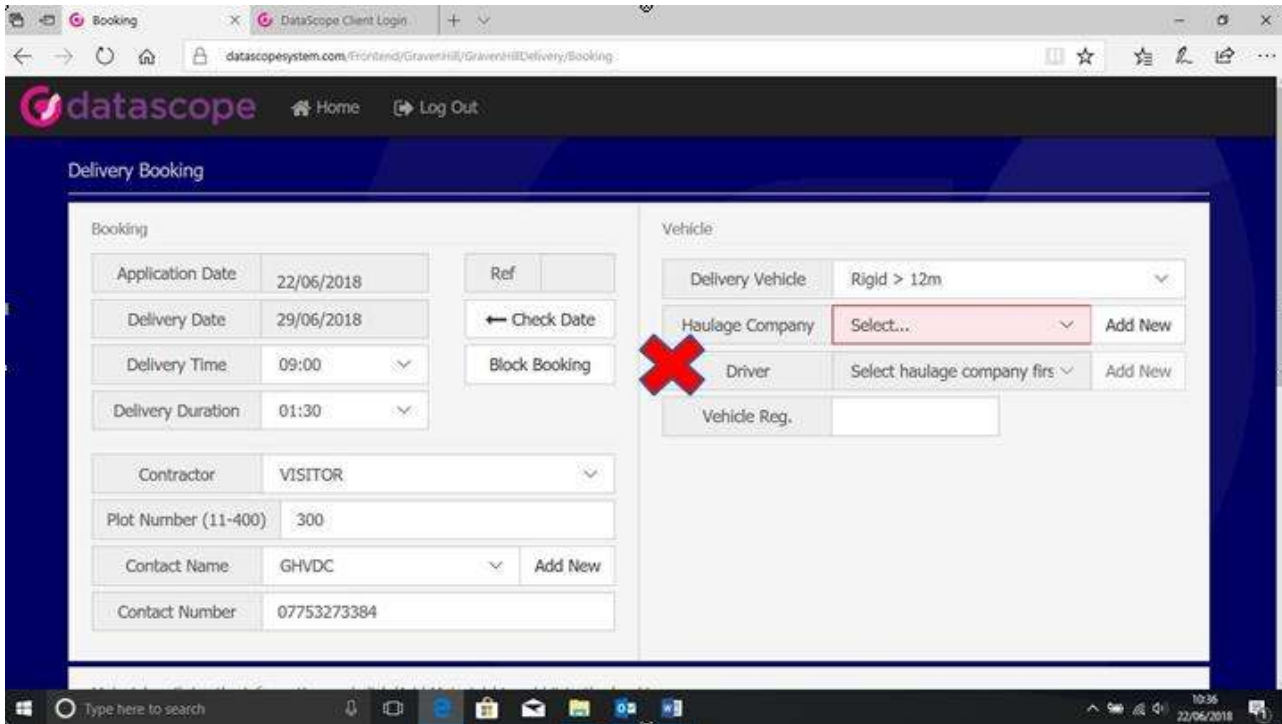 Booking
DataScope Client Login
datascopesystem.com/Frontend/GravenHill/GravenHillDelivery/Booking
datascope
Home
Log Out
Delivery Booking
Booking
Application Date 22/06/2018 Ref
Delivery Date 29/06/2018 Check Date
Delivery Time 09:00 Block Booking
Delivery Duration 01:30
Contractor VISITOR
Plot Number (11-400) 300
Contact Name GHVDC Add New
Contact Number 07753273384
Vehicle
Delivery Vehicle Rigid > 12m
Haulage Company Select... Add New
Driver Select haulage company firs Add New
Vehicle Reg.
Type here to search
10:36
22/06/2018